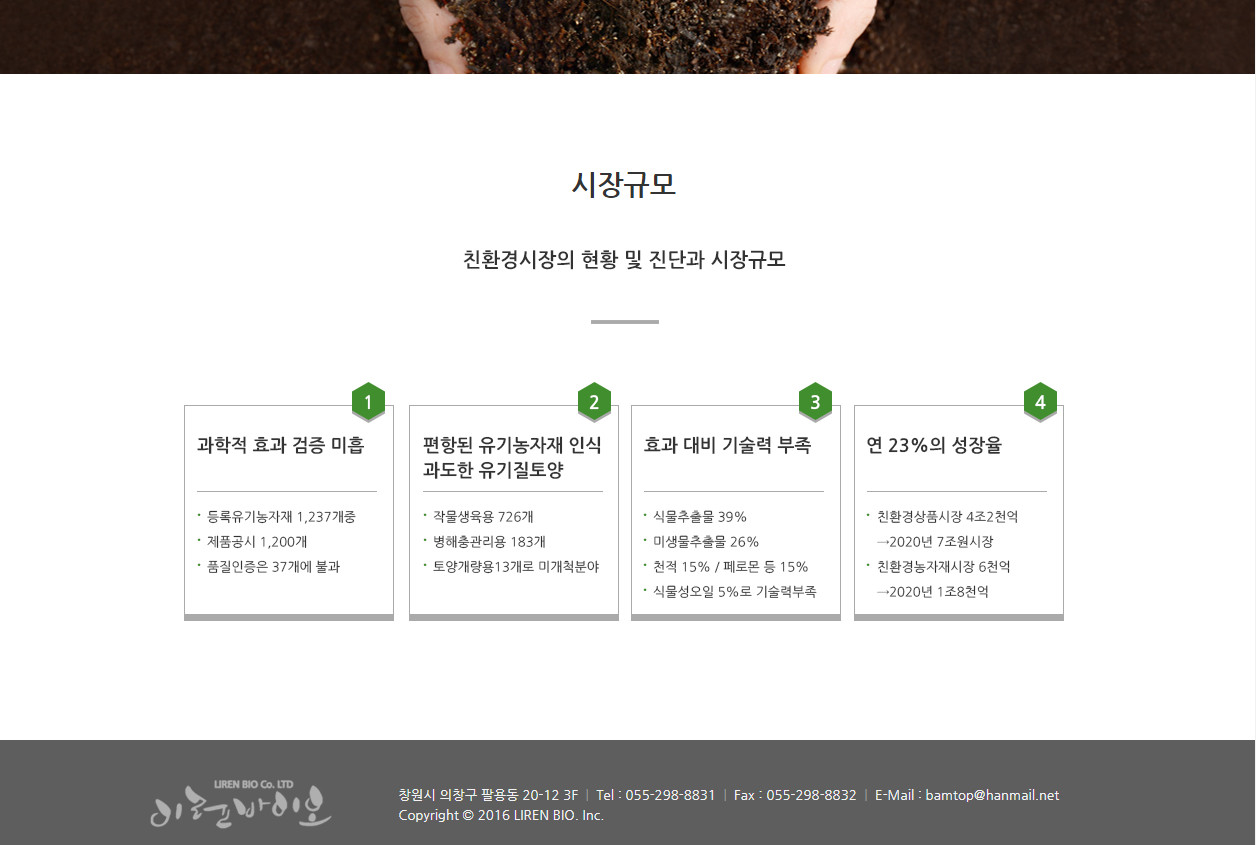 시장규모
친환경시장의 현황 및 진단과 시장규모
1
과학적 효과 검증 미흡
· 등록유기농자재 1,237개중
· 제품공시 1,200개
· 품질인증은 37개에 불과
2
편향된 유기농자재 인식
과도한 유기질토양
· 작물생육용 726개
· 병해충관리용 183개
· 토양개량용13개로 미개척분야
3
효과 대비 기술력 부족
· 식물추출물 39%
· 미생물추출물 26%
· 천적 15% / 페로몬 등 15%
· 식물성오일 5%로 기술력부족
4
연 23%의 성장율
· 친환경상품시장 4조2천억
→2020년 7조원시장
· 친환경농자재시장 6천억
→2020년 1조8천억
LIREN BIO Co. LTD
이른바이오
창원시 의창구 팔용동 20-12 3F | Tel : 055-298-8831 | Fax : 055-298-8832 | E-Mail : bamtop@hanmail.net
Copyright © 2016 LIREN BIO. Inc.